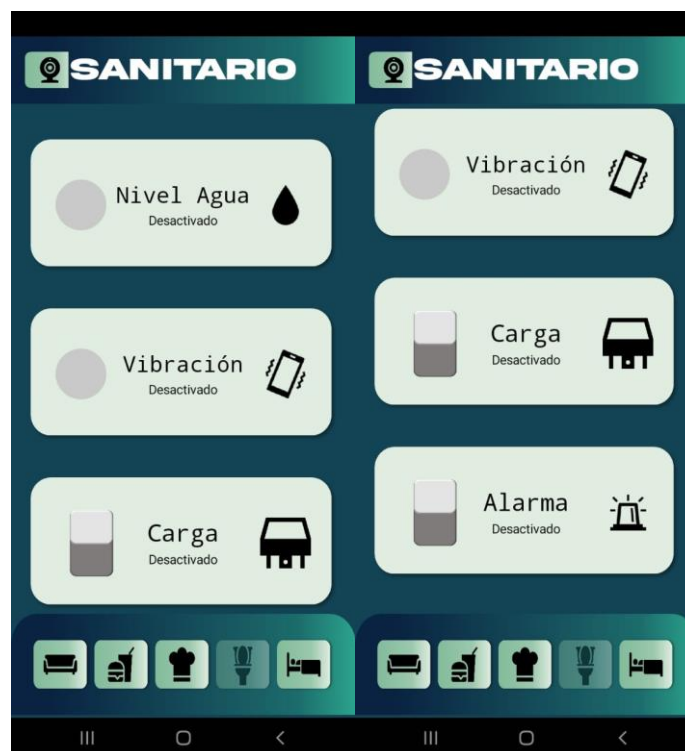 SANITARIO
Nivel Agua
Desactivado
Vibración
Desactivado
Carga
Desactivado
SANITARIO
Vibración
Desactivado
Carga
Desactivado
Alarma
Desactivado